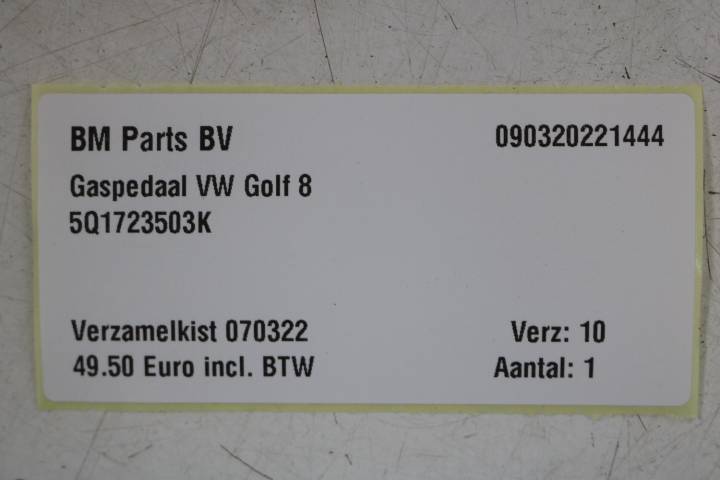 BM Parts BV 090320221444
Gaspedaal VW Golf 8
5Q1723503K
Verzamelkist 070322 Verz: 10
49.50 Euro incl. BTW Aantal: 1